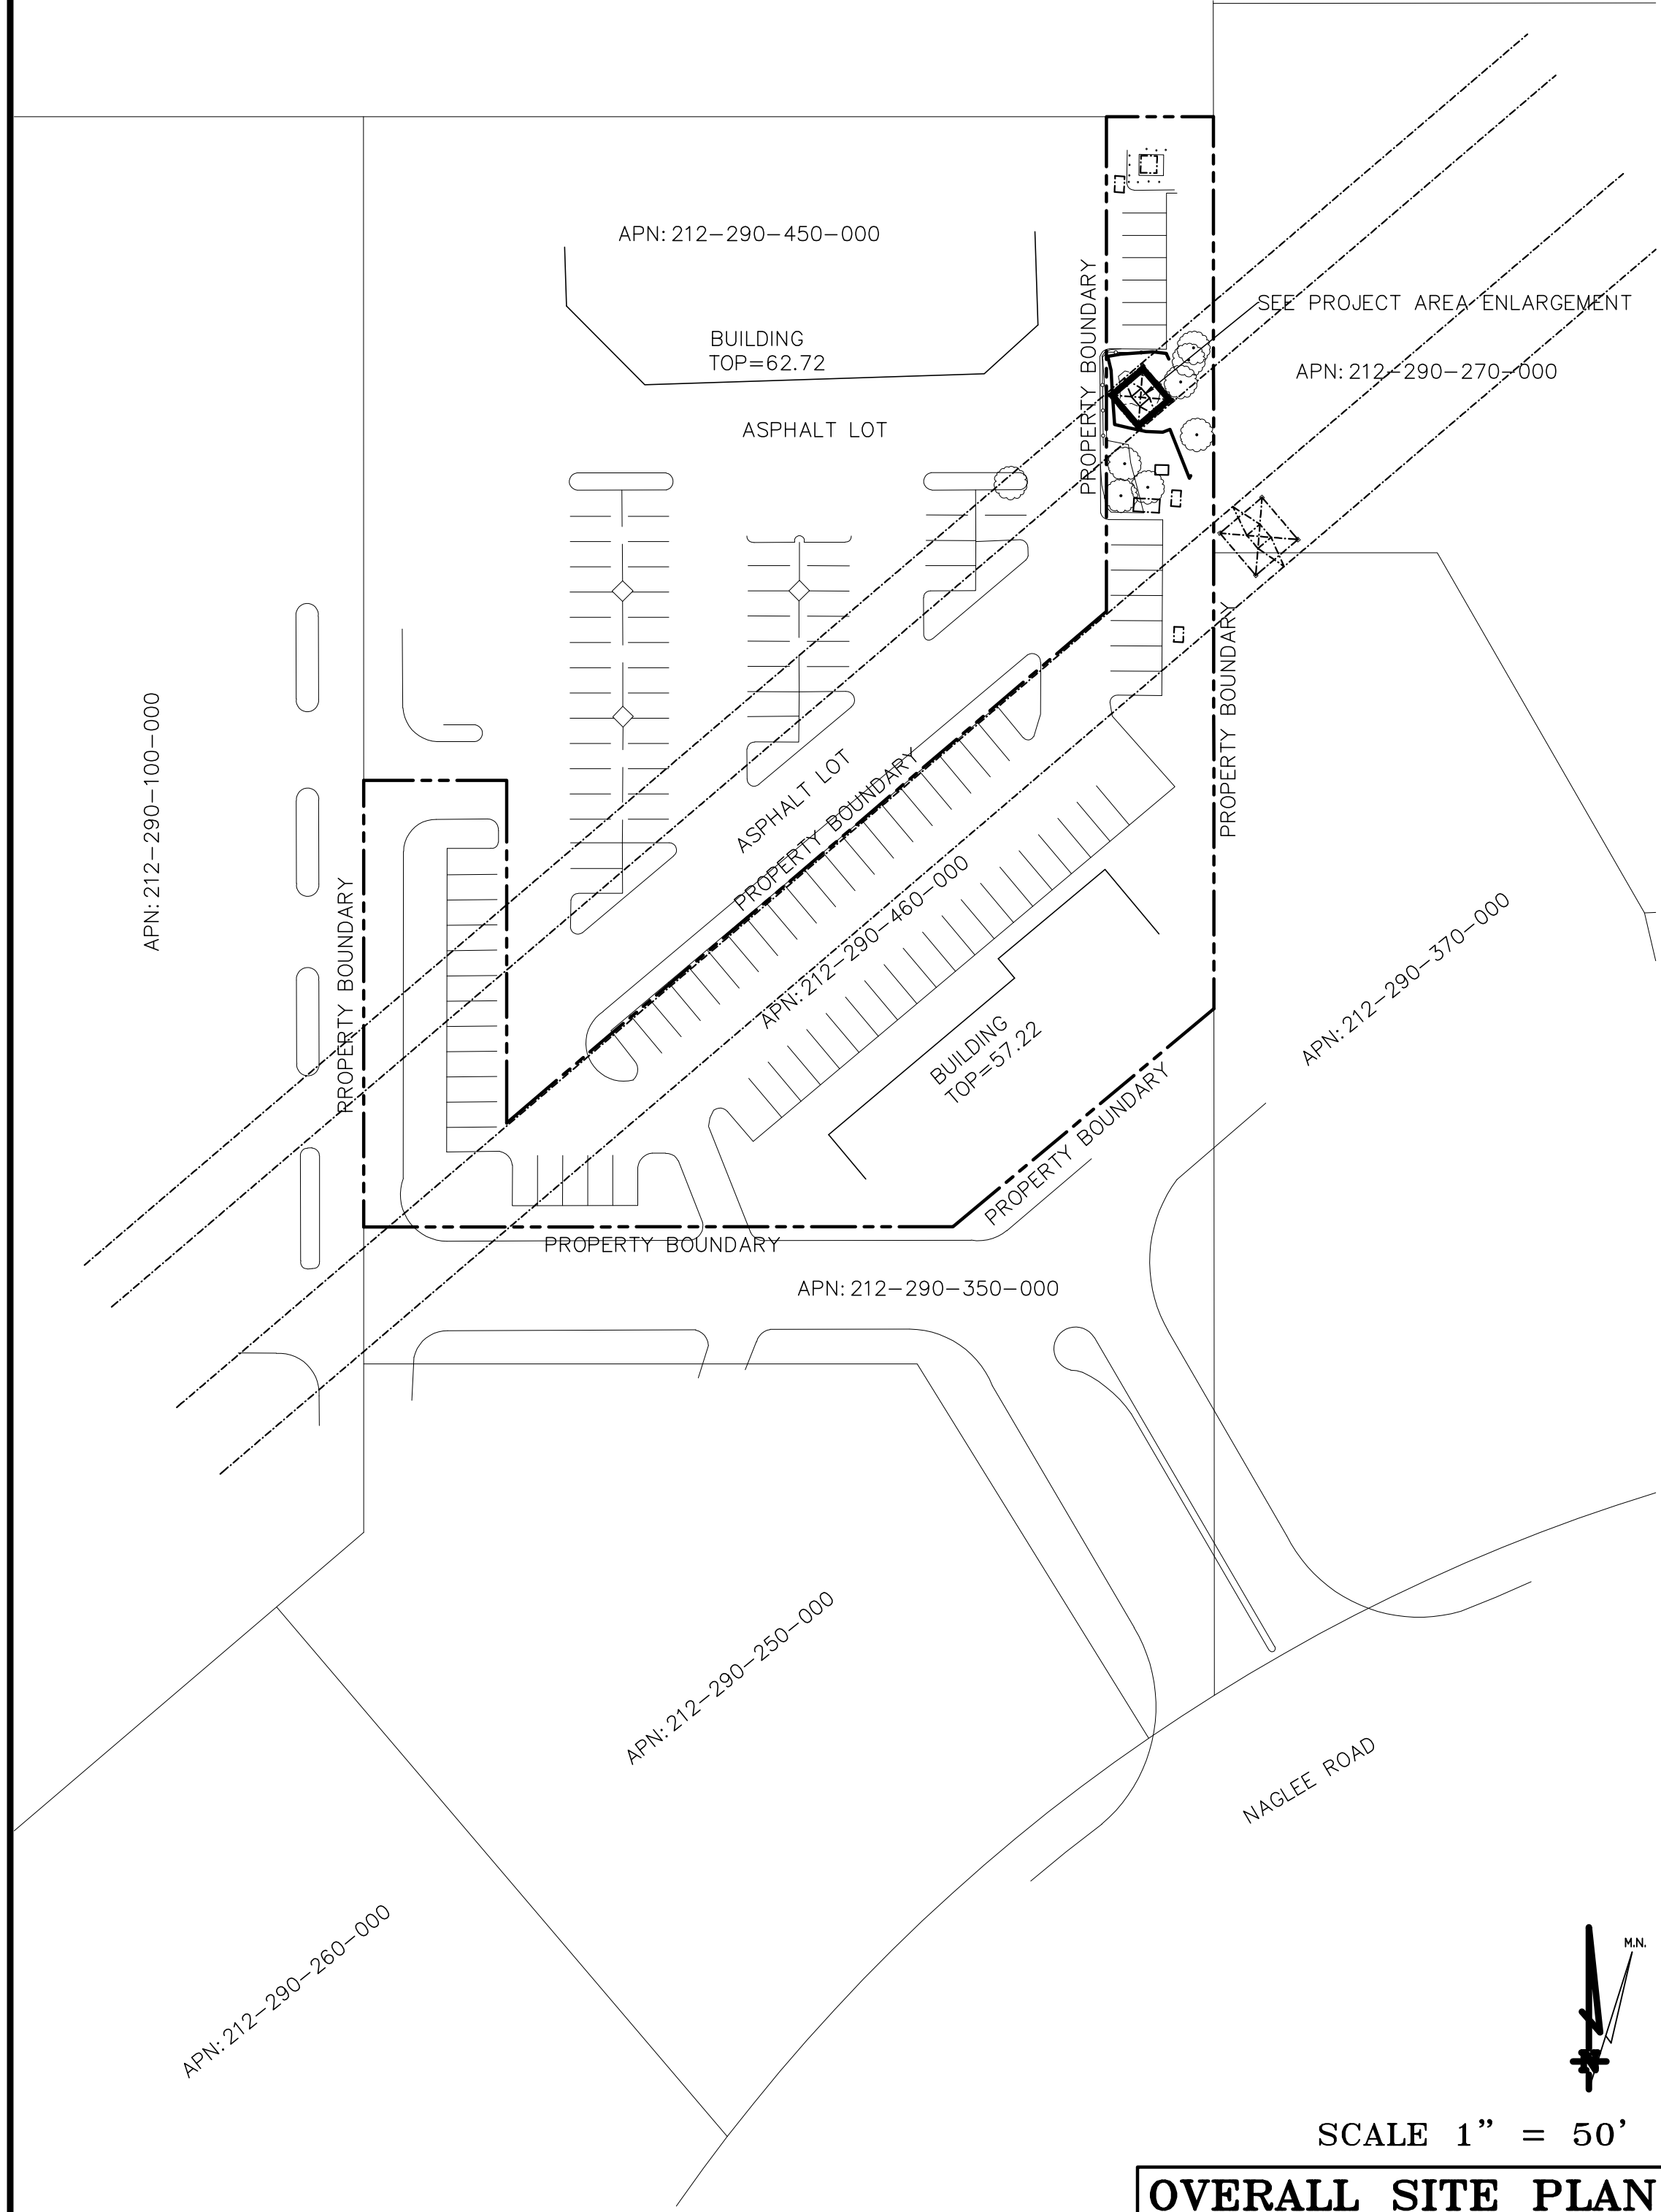 APN: 212-290-450-000
BUILDING
TOP=62.72
ASPHALT LOT
PROPERTY BOUNDARY
SEE PROJECT AREA ENLARGEMENT
APN: 212-290-270-000
APN: 212-290-100-000
PROPERTY BOUNDARY
ASPHALT LOT
PROPERTY BOUNDARY
APN: 212-290-460-000
RROPERTY BOUNDARY
BUILDING
TOP=57.22
APN: 212-290-370-000
PROPERTY BOUNDARY
PROPERTY BOUNDARY
APN: 212-290-350-000
APN: 212-290-250-000
NAGLEE ROAD
APN: 212-290-260-000
M.N.
SCALE 1" = 50'
OVERALL SITE PLAN